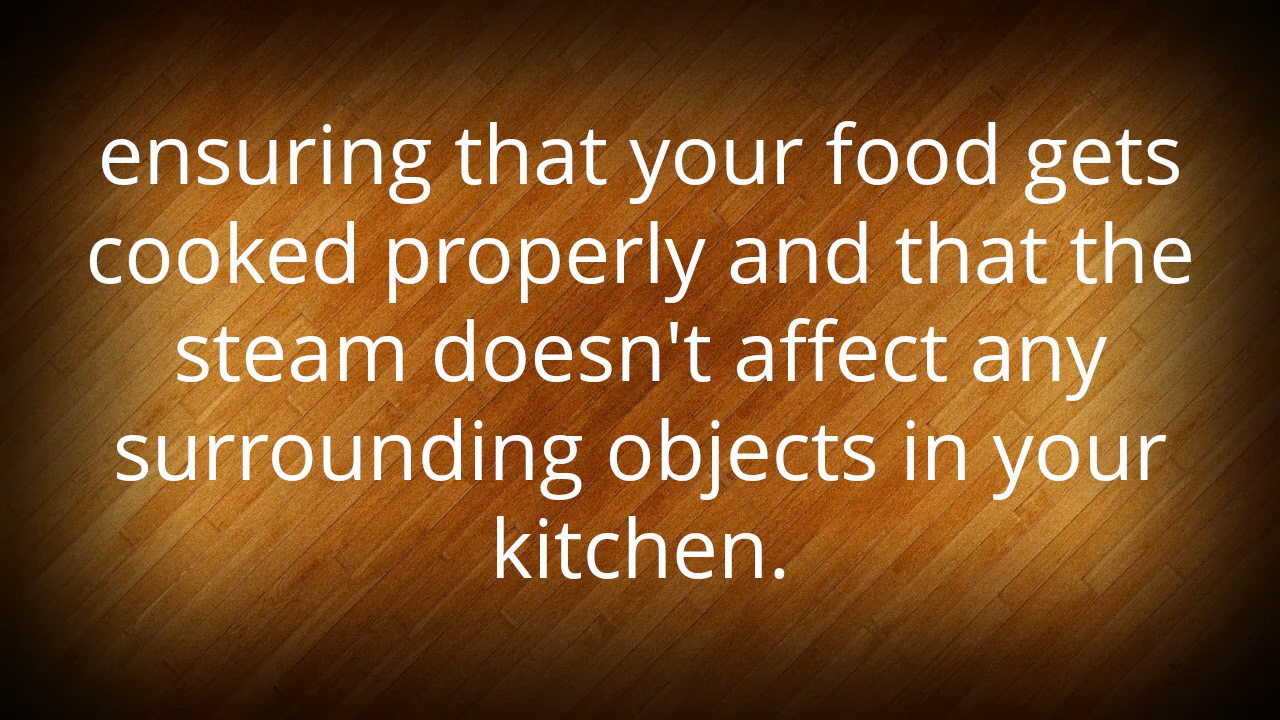 ensuring that your food gets
cooked properly and that the
steam doesn't affect any
surrounding objects in your
kitchen.